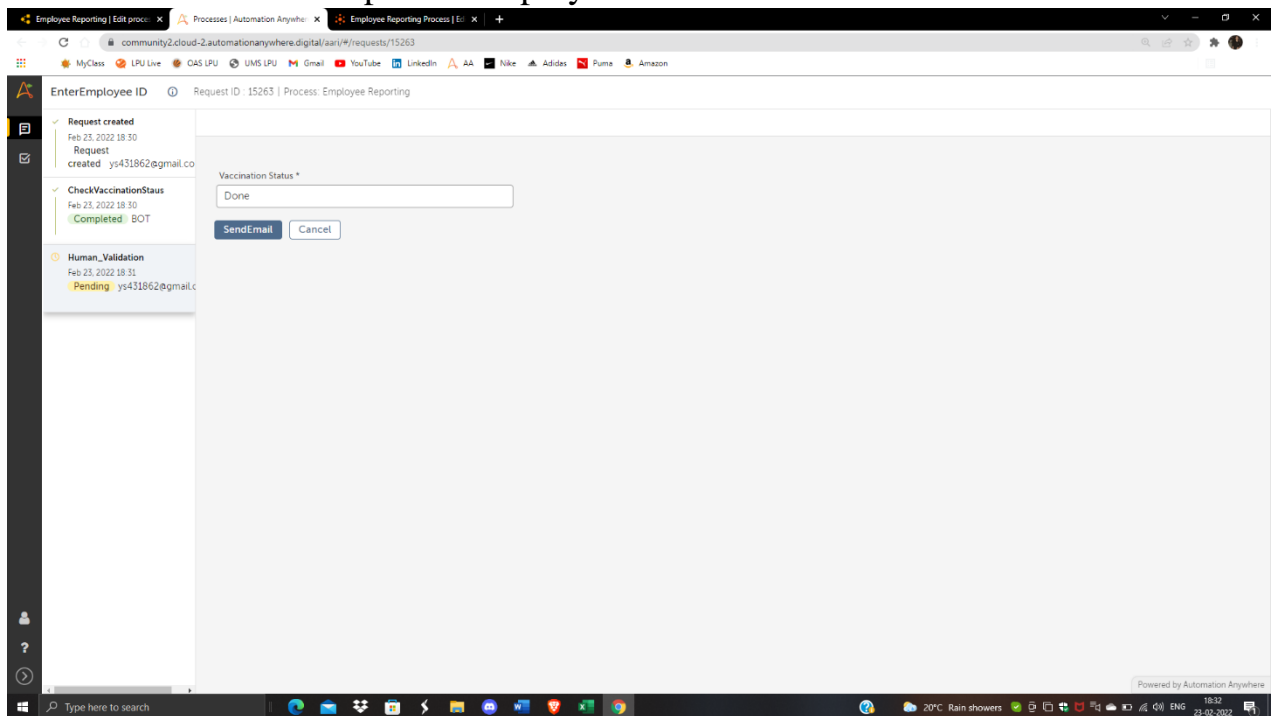 Employee Reporting | Edit proce:
Processes | Automation Anywher
Employee Reporting Process | Ed
community2.cloud-2.automationanywhere.digital/aari/#/requests/15263
MyClass LPU Live OAS LPU UMS LPU Gmail YouTube LinkedIn AA Nike Adidas Puma Amazon
EnterEmployee ID Request ID : 15263 | Process: Employee Reporting
Request created
Feb 23, 2022 18:30
Request
created ys431862@gmail.co
CheckVaccinationStaus
Feb 23, 2022 18:30
Completed BOT
Human_Validation
Feb 23, 2022 18:31
Pending ys431862@gmail.c
Vaccination Status *
Done
SendEmail Cancel
Powered by Automation Anywhere
Type here to search
20°C Rain showers
ENG
18:32
23-02-2022